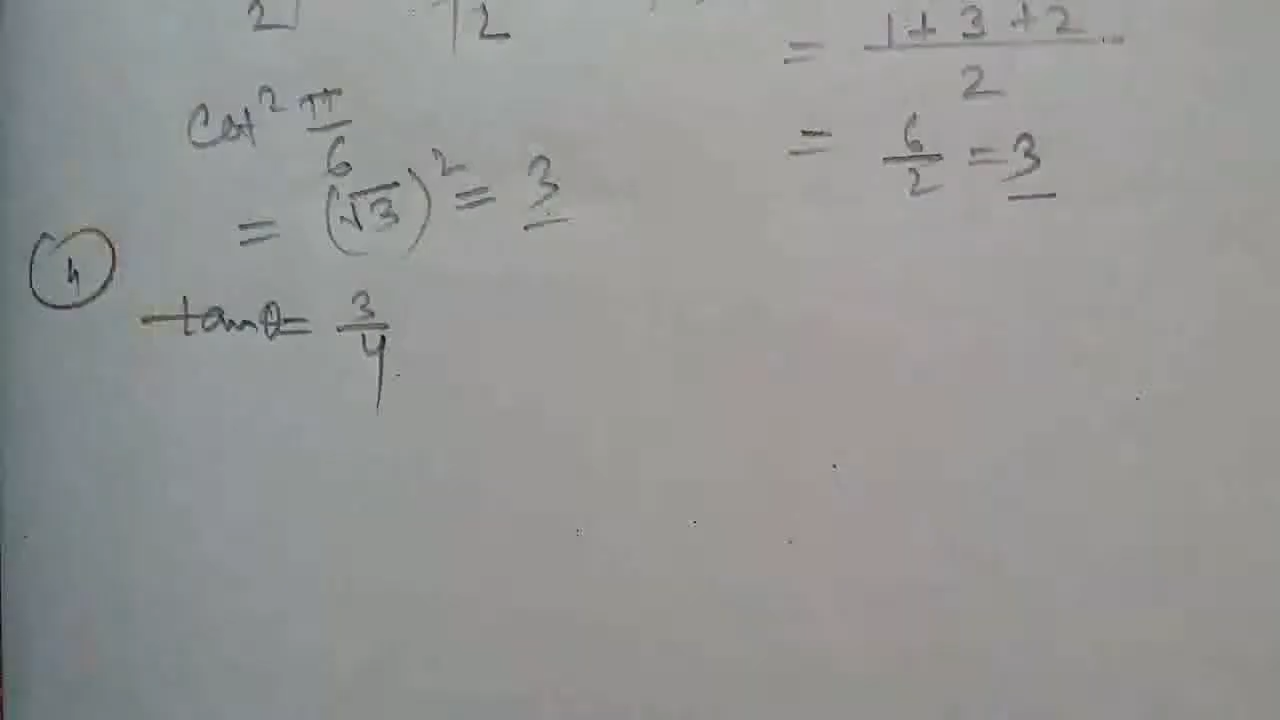 2 √2
cot² π/6
= (√3)² = 3
= (1 + 3 + 2)/2
= 6/2 = 3
4
tanθ = 3/4